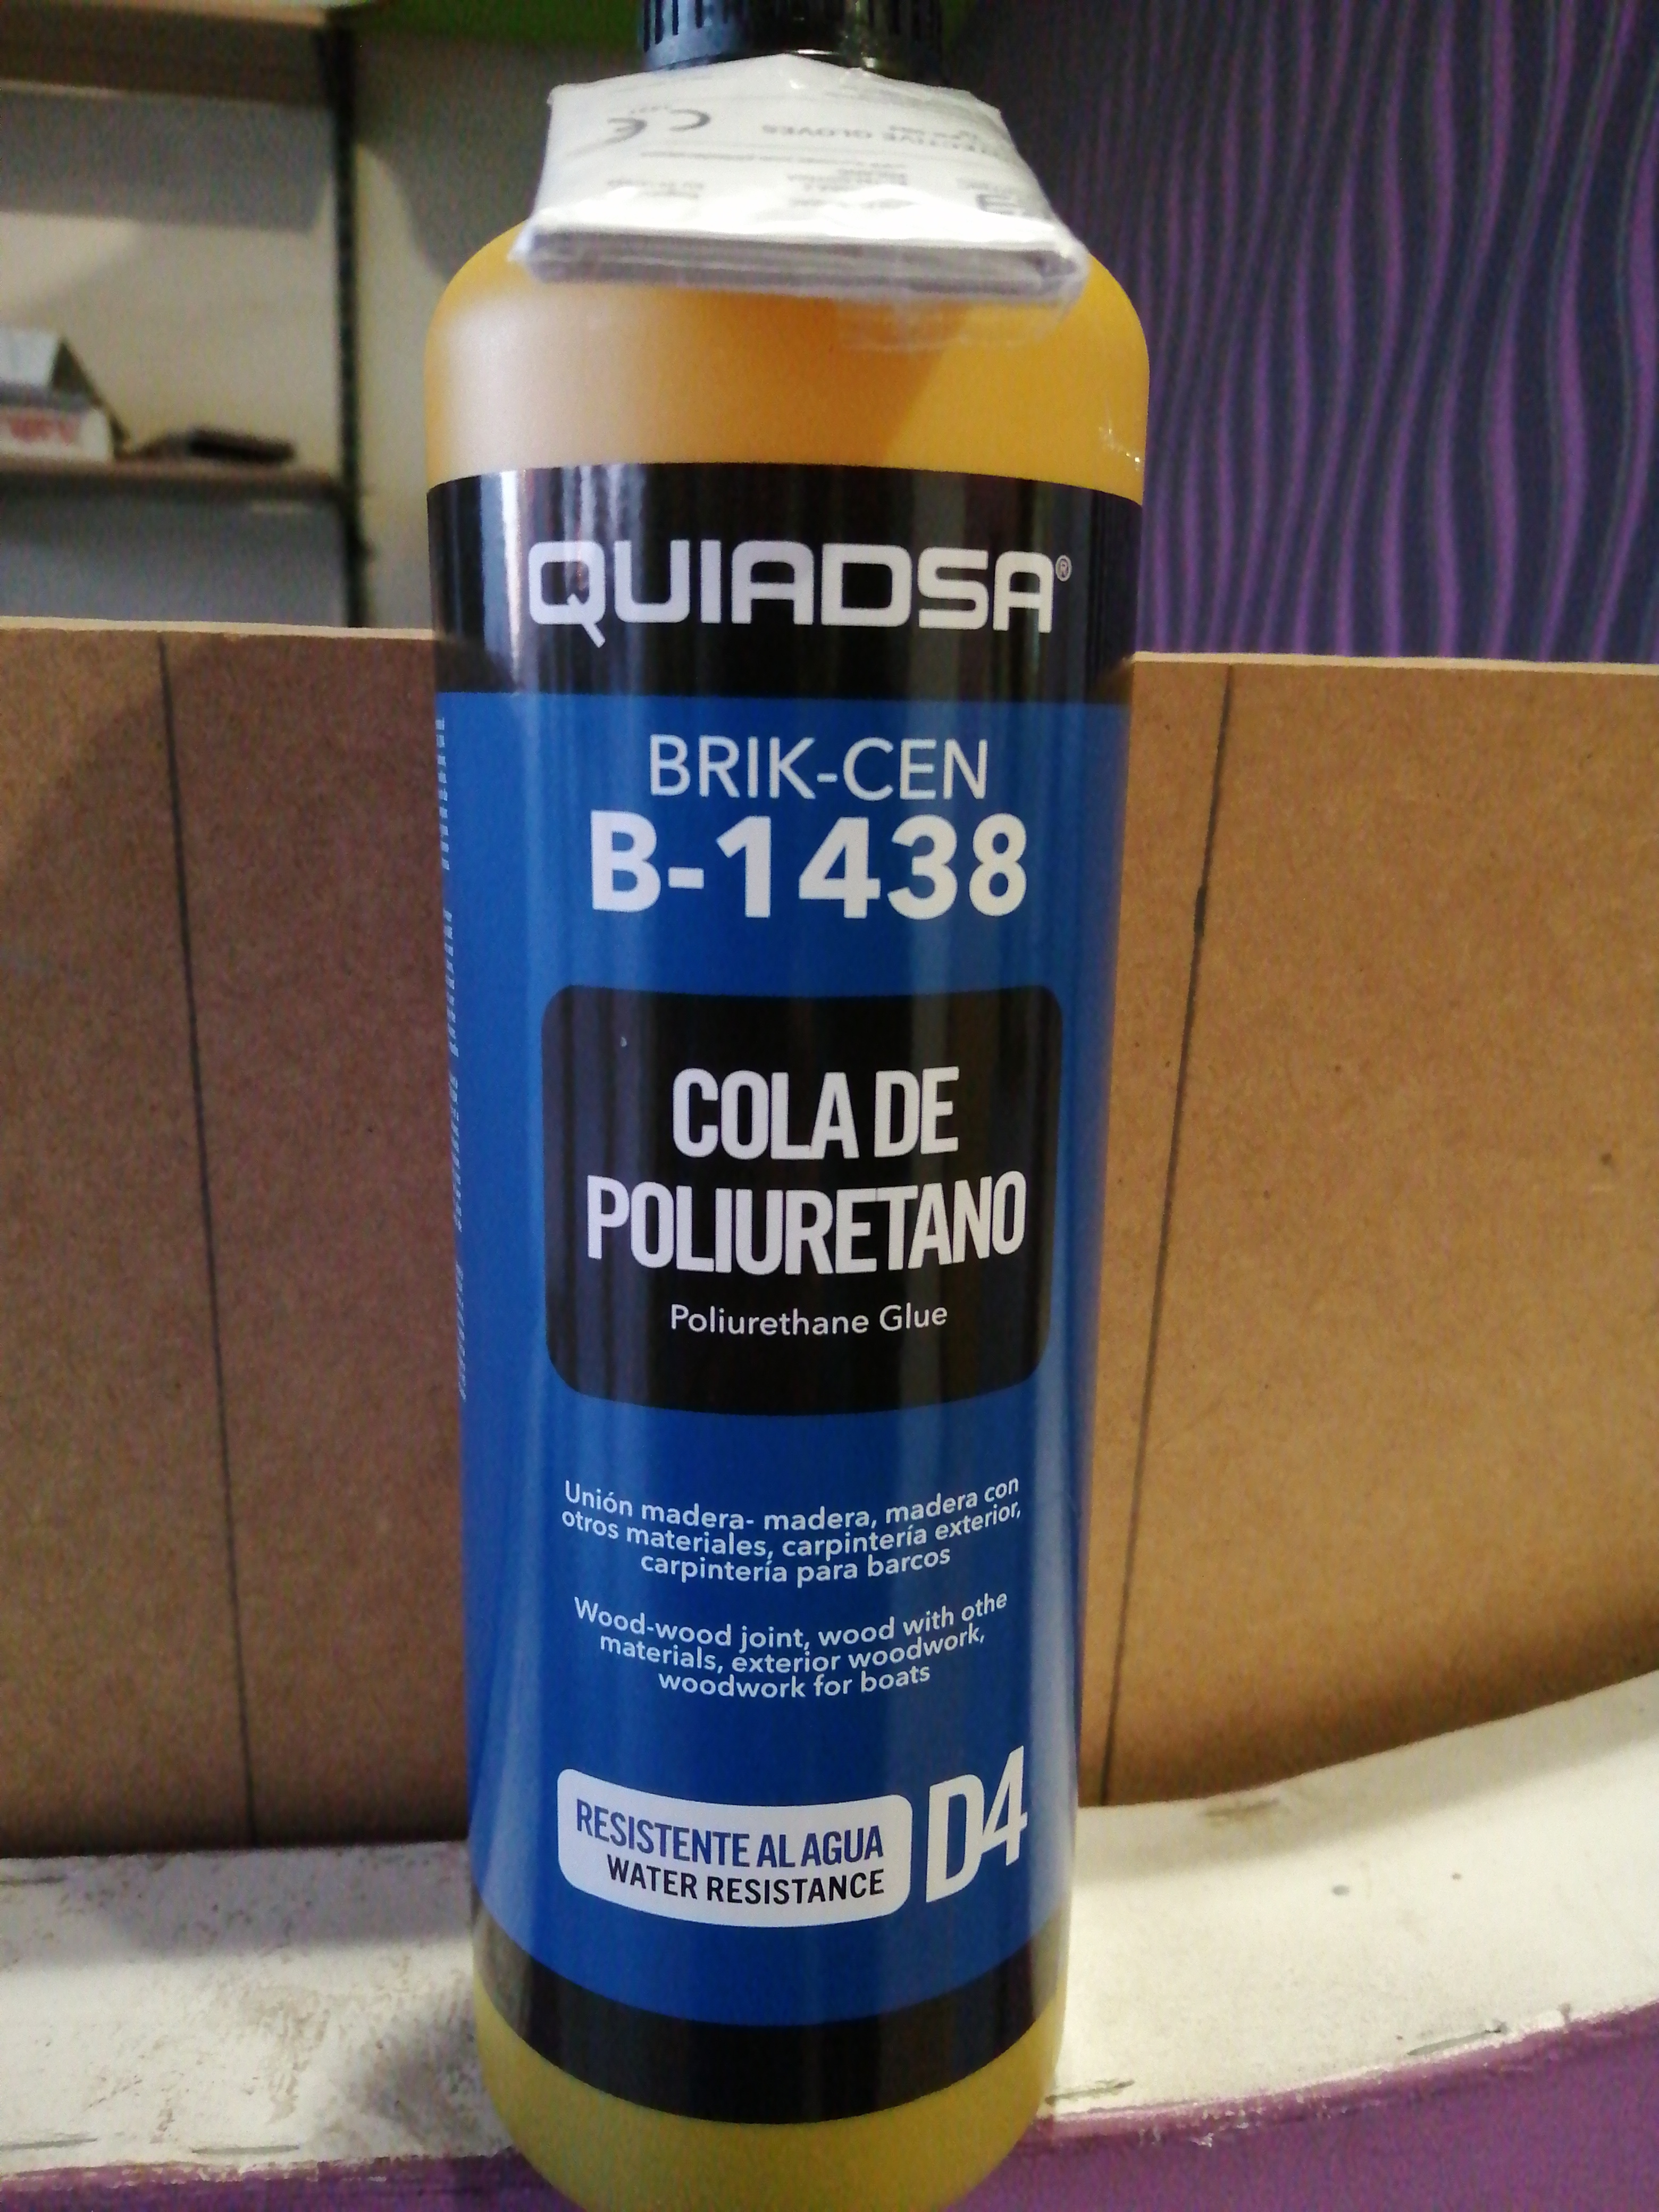 QUIADSA®
BRIK-CEN
B-1438
COLA DE
POLIURETANO
Poliurethane Glue
Unión madera- madera, madera con
otros materiales, carpintería exterior,
carpintería para barcos
Wood-wood joint, wood with othe
materials, exterior woodwork,
woodwork for boats
RESISTENTE AL AGUA
WATER RESISTANCE
D4
CE
GLOVES